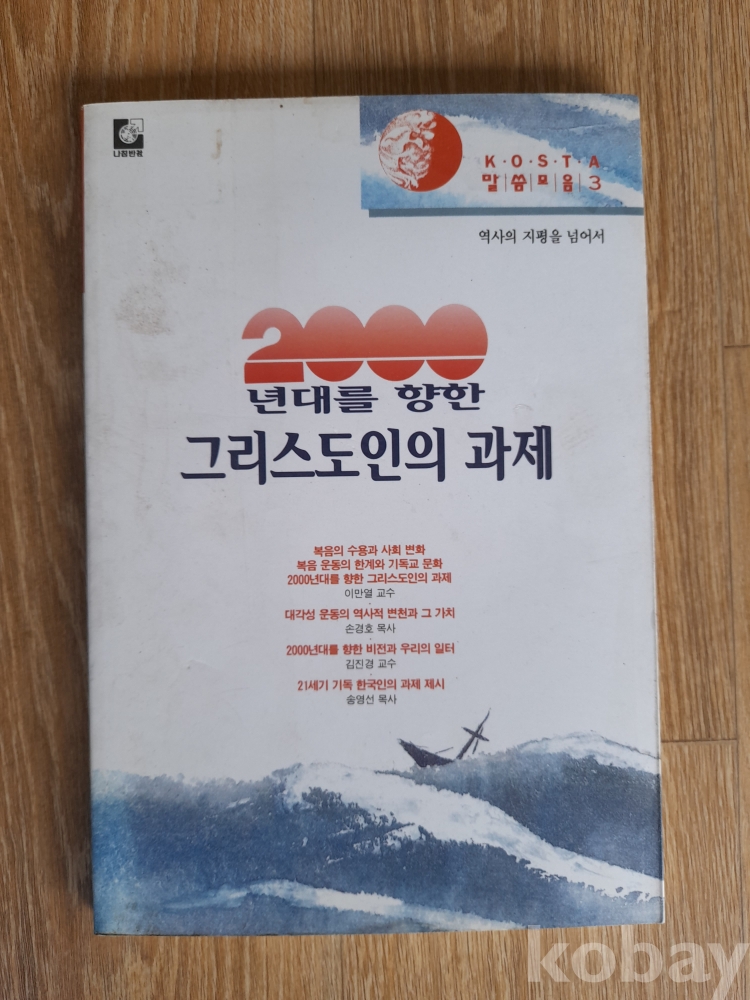 나침반社
K·O·S·T·A
말|씀|모|음|3
역사의 지평을 넘어서
2000
년대를 향한
그리스도인의 과제
복음의 수용과 사회 변화
복음 운동의 한계와 기독교 문화
2000년대를 향한 그리스도인의 과제
이만열 교수
대각성 운동의 역사적 변천과 그 가치
손경호 목사
2000년대를 향한 비전과 우리의 일터
김진경 교수
21세기 기독 한국인의 과제 제시
송영선 목사
kobay